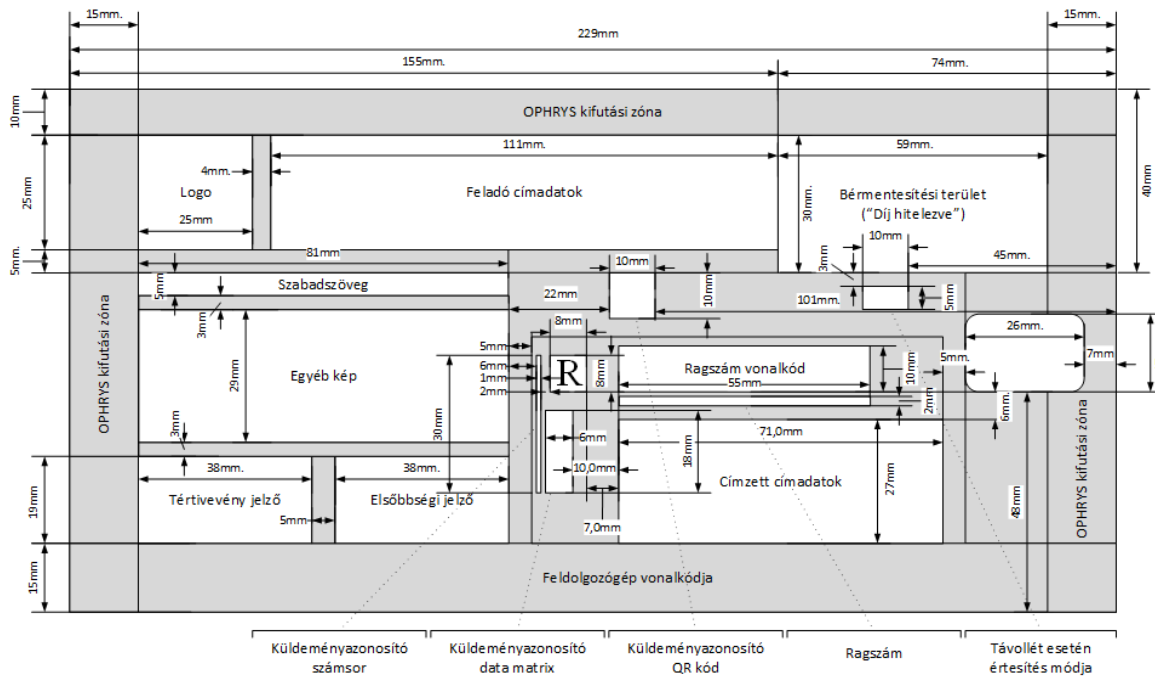 15mm.
15mm.
229mm
155mm.
74mm.
10mm
OPHRYS kifutási zóna
111mm.
59mm.
40mm
4mm.
25mm
Logo
Feladó címadatok
Bérmentesítési terület
("Díj hitelezve")
30mm.
25mm
10mm
3mm
45mm.
5mm.
81mm
10mm
5mm
Szabadszöveg
10mm
101mm.
5mm
22mm
3mm
8mm
26mm.
OPHRYS kifutási zóna
29mm
Egyéb kép
5mm
6mm
1mm
2mm
R
8mm
Ragszám vonalkód
55mm
10mm
5mm.
7mm
2mm
6mm.
30mm
3mm
6mm
10,0mm
18mm
71,0mm
38mm.
38mm.
Címzett címadatok
27mm
48mm
OPHRYS kifutási zóna
19mm
Tértivevény jelző
Elsőbbségi jelző
5mm
7,0mm
15mm
Feldolgozógép vonalkódja
Küldeményazonosító
számsor
Küldeményazonosító
data matrix
Küldeményazonosító
QR kód
Ragszám
Távollét esetén
értesítés módja